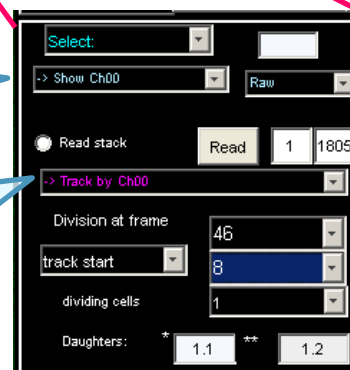 Select:
-> Show Ch00 Raw
Read stack Read 1 1805
-> Track by Ch00
Division at frame 46
track start 8
dividing cells 1
Daughters: * 1.1 ** 1.2